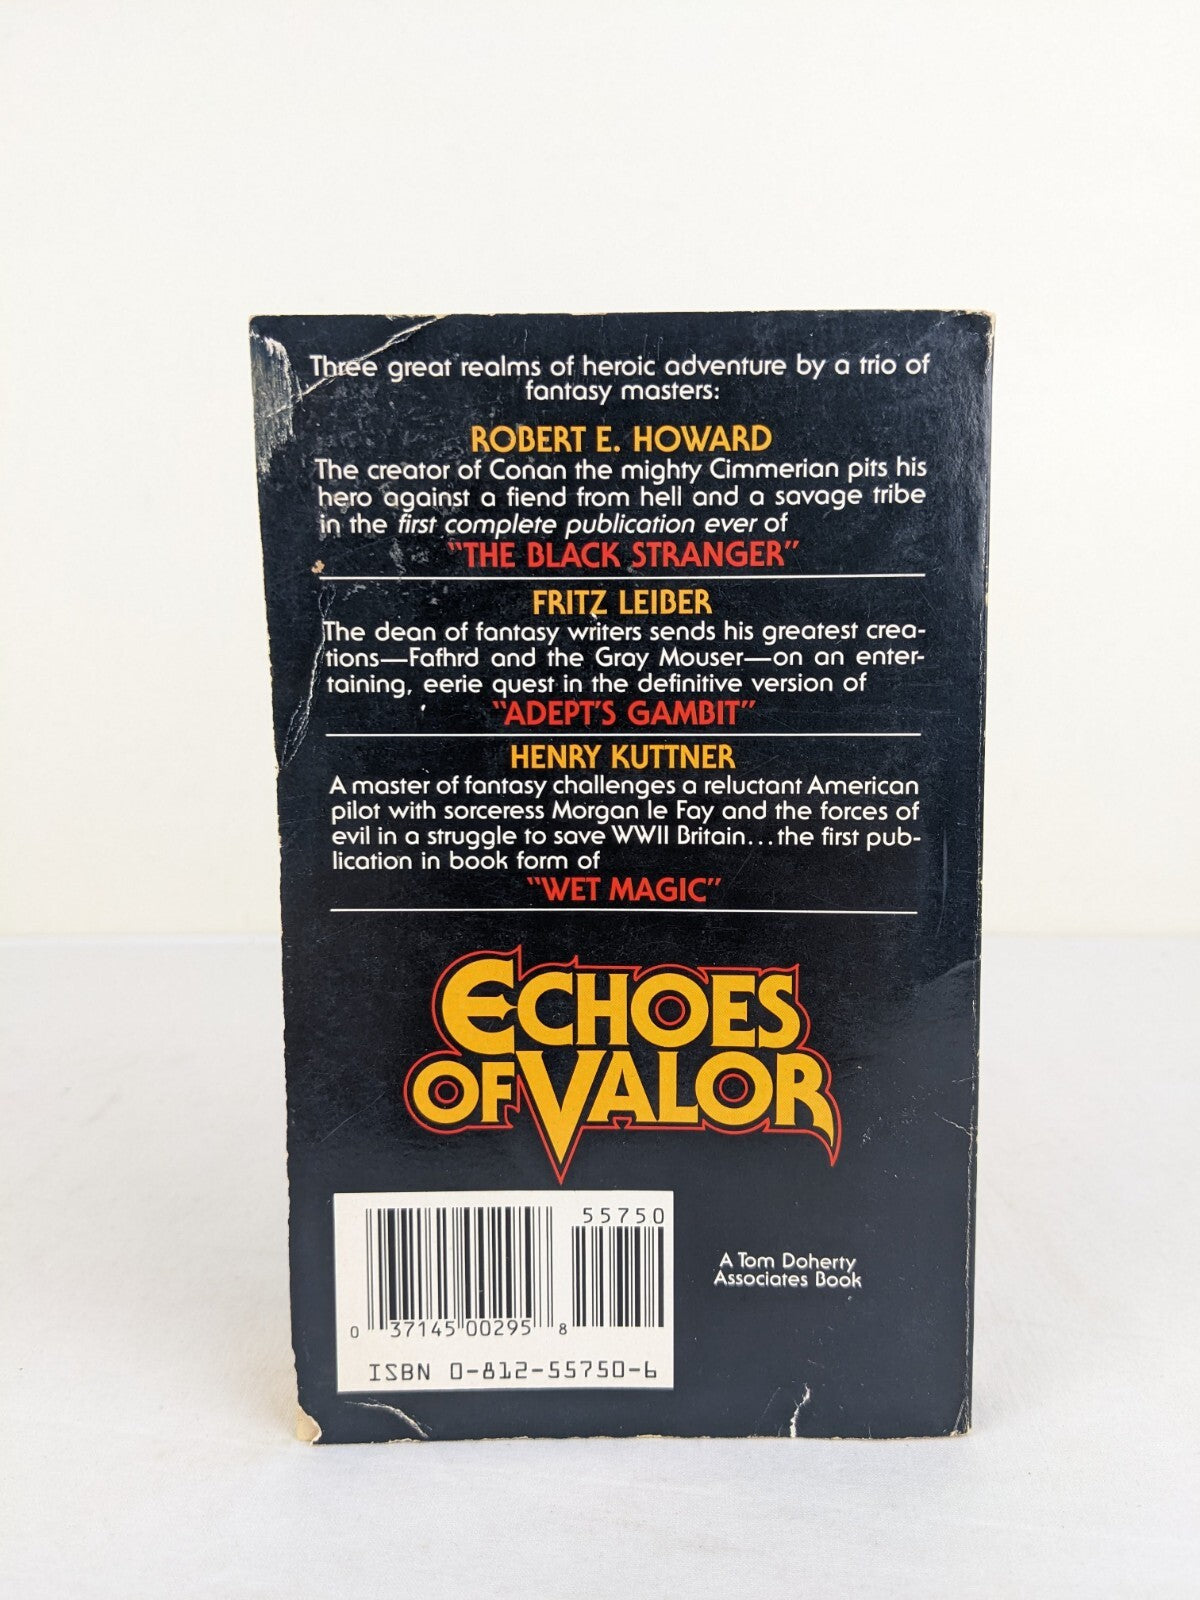 Three great realms of heroic adventure by a trio of
fantasy masters:
ROBERT E. HOWARD
The creator of Conan the mighty Cimmerian pits his
hero against a fiend from hell and a savage tribe
in the first complete publication ever of
"THE BLACK STRANGER"
FRITZ LEIBER
The dean of fantasy writers sends his greatest crea-
tions—Fafhrd and the Gray Mouser—on an enter-
taining, eerie quest in the definitive version of
"ADEPT'S GAMBIT"
HENRY KUTTNER
A master of fantasy challenges a reluctant American
pilot with sorceress Morgan le Fay and the forces of
evil in a struggle to save WWII Britain...the first pub-
lication in book form of
"WET MAGIC"
ECHOES
OF VALOR
55750
0 37145 00295 8
ISBN 0-812-55750-6
A Tom Doherty
Associates Book